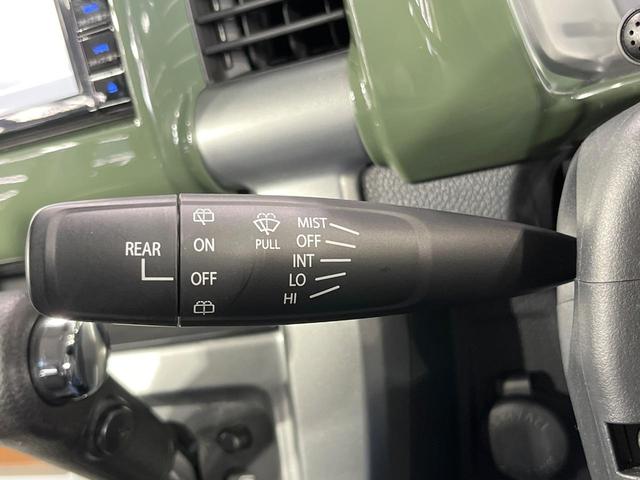 REAR
ON
OFF
PULL
MIST
OFF
INT
LO
HI